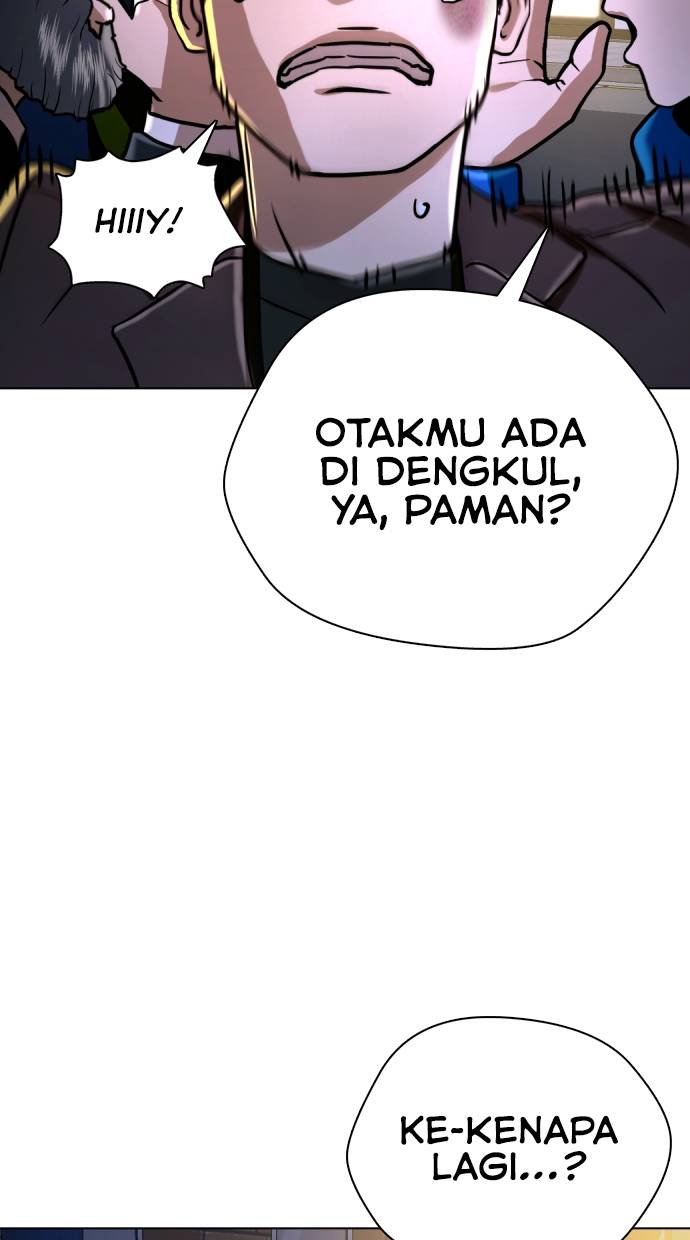 HIIIY!
OTAKMU ADA
DI DENGKUL,
YA, PAMAN?
KE-KENAPA
LAGI...?